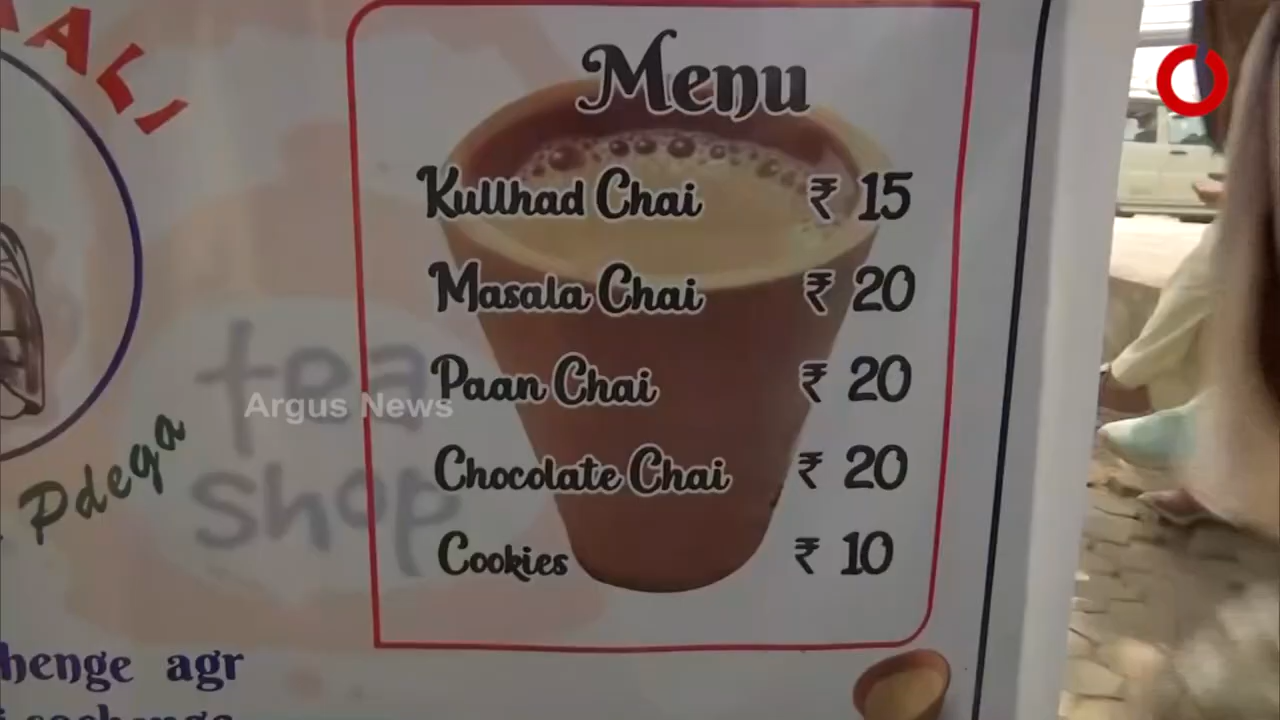 ALI
Pdega
tea
shop
Argus News
Menu
Kullhad Chai ₹ 15
Masala Chai ₹ 20
Paan Chai ₹ 20
Chocolate Chai ₹ 20
Cookies ₹ 10
henge agr